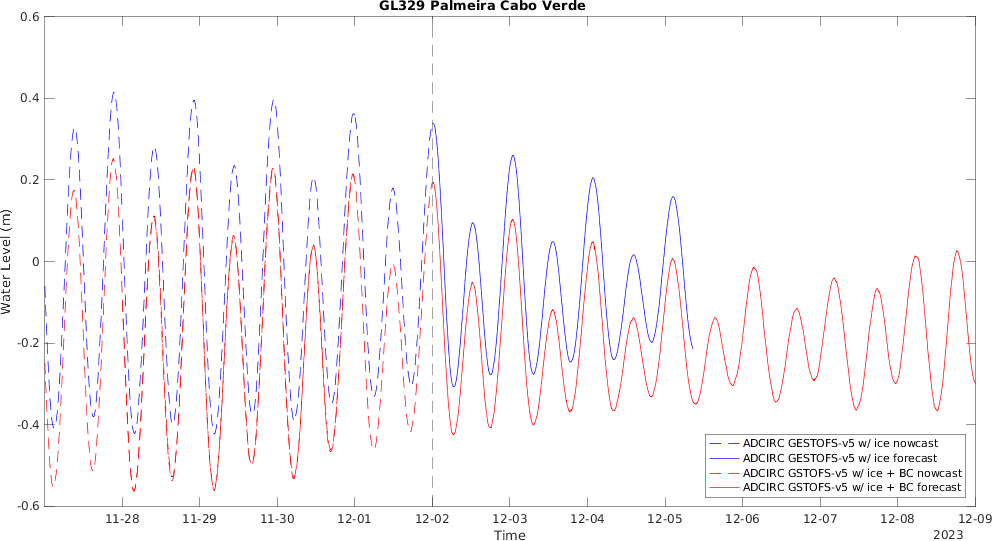 GL329 Palmeira Cabo Verde
0.6
0.4
0.2
0
-0.2
-0.4
-0.6
Water Level (m)
11-28
11-29
11-30
12-01
12-02
12-03
12-04
12-05
12-06
12-07
12-08
12-09
Time
2023
ADCIRC GESTOFS-v5 w/ ice nowcast
ADCIRC GESTOFS-v5 w/ ice forecast
ADCIRC GSTOFS-v5 w/ ice + BC nowcast
ADCIRC GSTOFS-v5 w/ ice + BC forecast